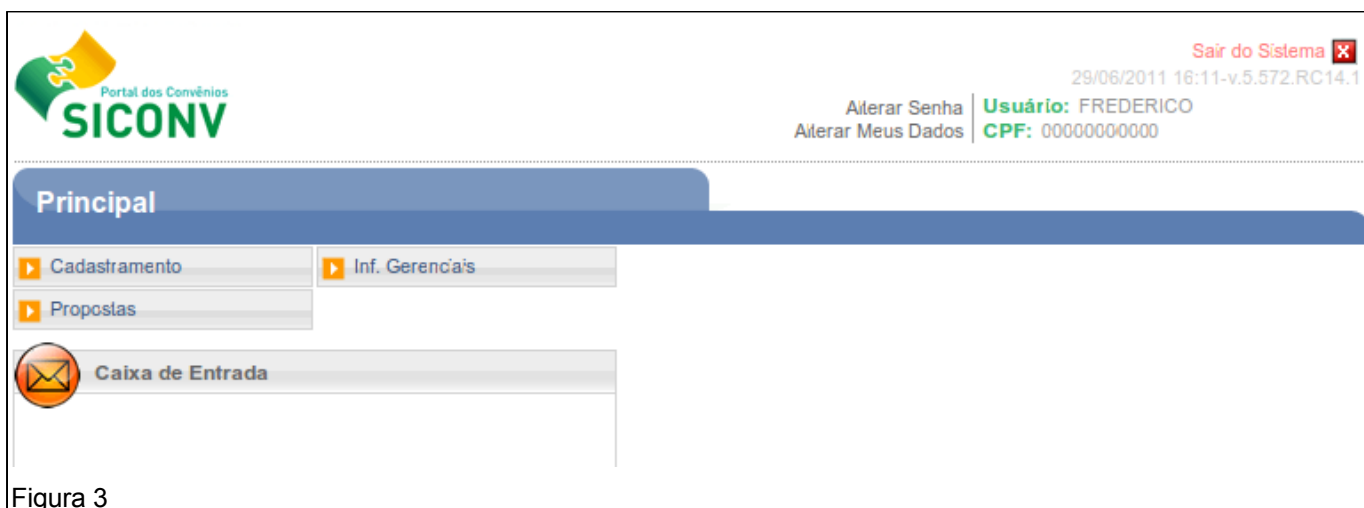 Portal dos Convênios
SICONV
Sair do Sistema
29/06/2011 16:11-v.5.572.RC14.1
Alterar Senha
Usuário: FREDERICO
Alterar Meus Dados
CPF: 00000000000
Principal
Cadastramento
Inf. Gerenciais
Propostas
Caixa de Entrada
Figura 3